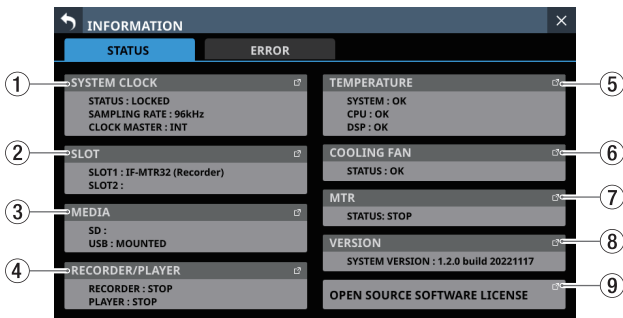 INFORMATION
STATUS
ERROR
1
SYSTEM CLOCK
STATUS : LOCKED
SAMPLING RATE : 96kHz
CLOCK MASTER : INT
2
SLOT
SLOT1 : IF-MTR32 (Recorder)
SLOT2 :
3
MEDIA
SD :
USB : MOUNTED
4
RECORDER/PLAYER
RECORDER : STOP
PLAYER : STOP
TEMPERATURE
5
SYSTEM : OK
CPU : OK
DSP : OK
COOLING FAN
6
STATUS : OK
MTR
7
STATUS: STOP
VERSION
8
SYSTEM VERSION : 1.2.0 build 20221117
OPEN SOURCE SOFTWARE LICENSE
9